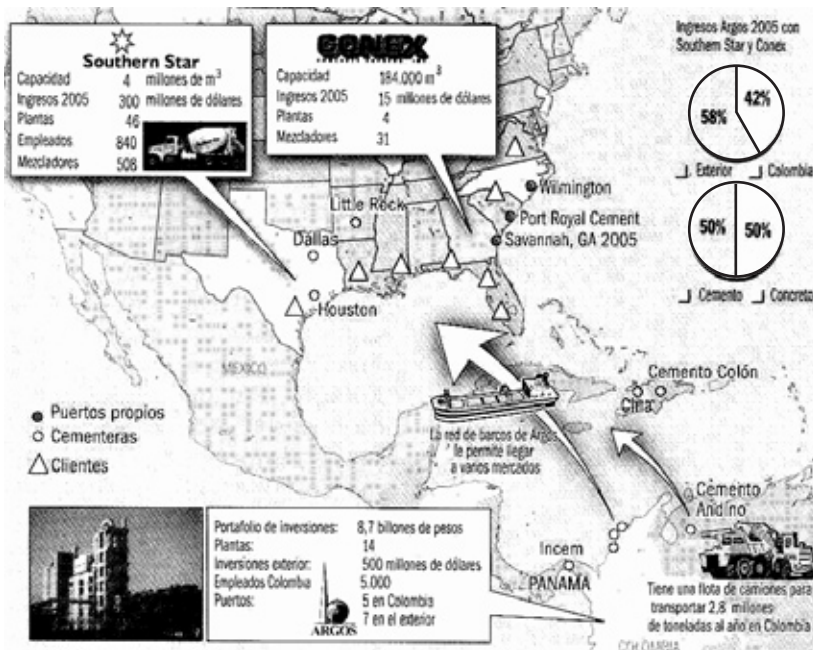 Southern Star
Capacidad 4 millones de m3
Ingresos 2005 300 millones de dólares
Plantas 46
Empleados 840
Mezcladores 508
CONEX
Capacidad 184.000 m3
Ingresos 2005 15 millones de dólares
Plantas 4
Mezcladores 31
Ingresos Argos 2005 con
Southern Star y Conex
58% 42%
Exterior Colombia
50% 50%
Cemento Concreto
Wilmington
Port Royal Cement
Savannah, GA 2005
Little Rock
Dallas
Houston
MEXICO
Puertos propios
Cementeras
Clientes
La red de barcos de Argos
le permite llegar
a varios mercados
Cemento Colón
Cina
Cemento
Andino
Incem
PANAMA
Tiene una flota de camiones para
transportar 2,8 millones
de toneladas al año en Colombia
COLOMBIA
Portafolio de inversiones: 8,7 billones de pesos
Plantas: 14
Inversiones exterior: 500 millones de dólares
Empleados Colombia 5.000
Puertos: 5 en Colombia
7 en el exterior
ARGOS